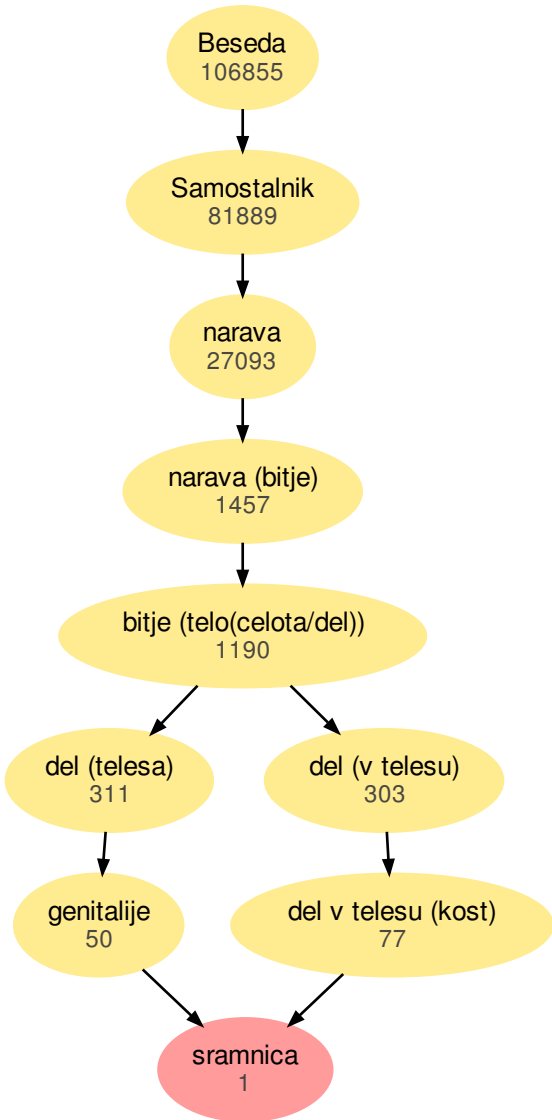 Beseda
106855
Samostalnik
81889
narava
27093
narava (bitje)
1457
bitje (telo(celota/del))
1190
del (telesa)
311
del (v telesu)
303
genitalije
50
del v telesu (kost)
77
sramnica
1